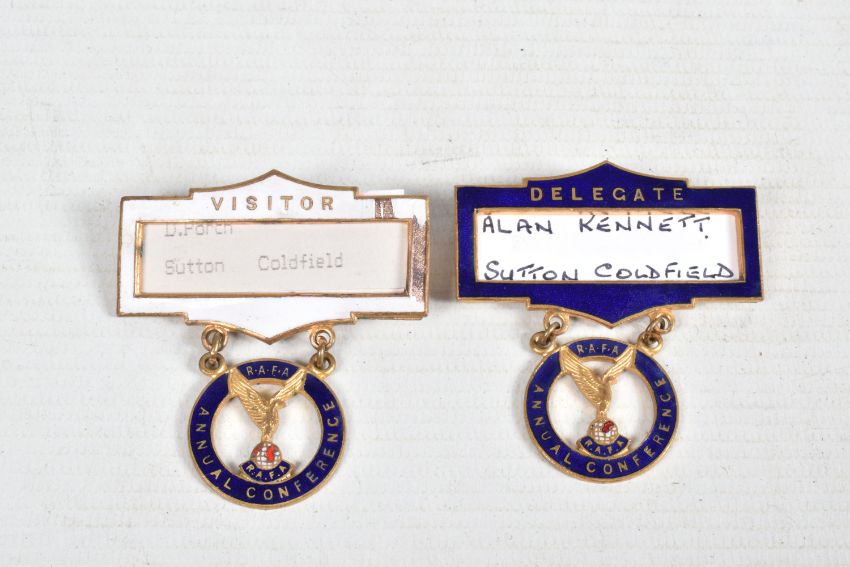 VISITOR
D.Porch
Sutton Coldfield
R·A·F·A
ANNUAL CONFERENCE
R·A·F·A
DELEGATE
ALAN KENNETT.
SUTTON COLDFIELD
R·A·F·A
ANNUAL CONFERENCE
R·A·F·A